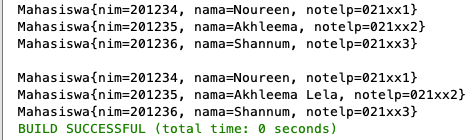 Mahasiswa{nim=201234, nama=Noureen, notelp=021xx1}
Mahasiswa{nim=201235, nama=Akhleema, notelp=021xx2}
Mahasiswa{nim=201236, nama=Shannum, notelp=021xx3}

Mahasiswa{nim=201234, nama=Noureen, notelp=021xx1}
Mahasiswa{nim=201235, nama=Akhleema Lela, notelp=021xx2}
Mahasiswa{nim=201236, nama=Shannum, notelp=021xx3}
BUILD SUCCESSFUL (total time: 0 seconds)